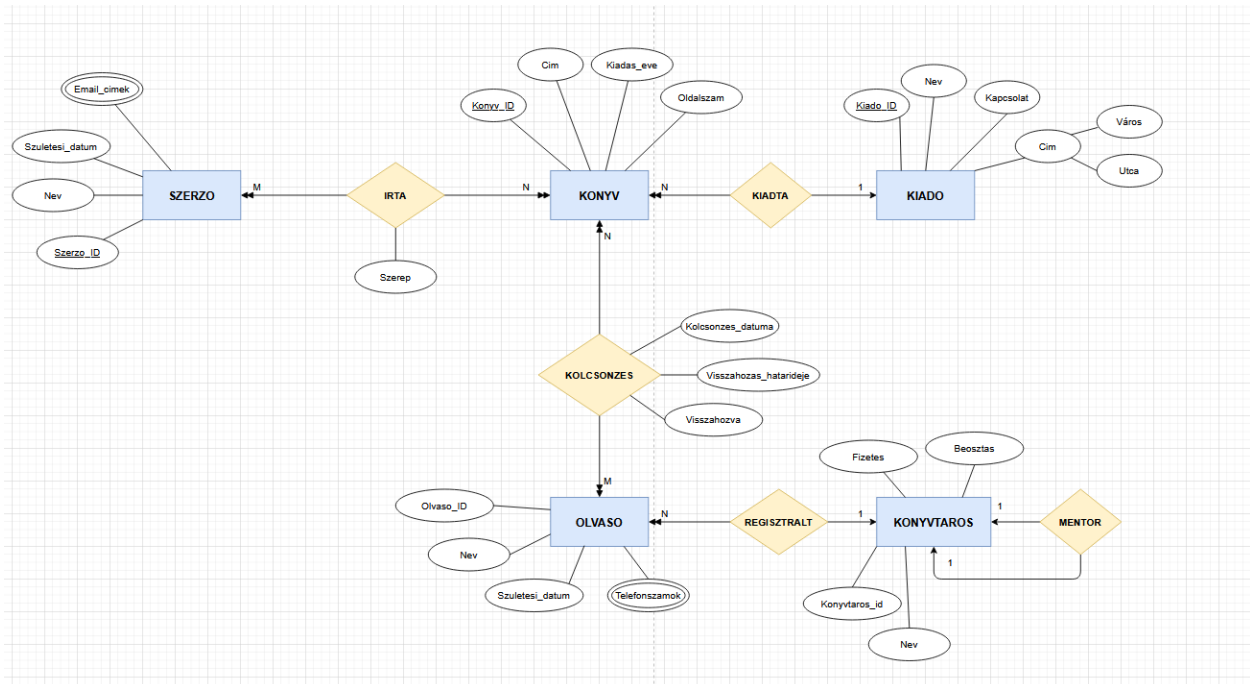 Email_cimek
Szuletesi_datum
Nev
Szerzo_ID
SZERZO
M
IRTA
N
Szerep
Cim
Kiadas_eve
Konyv_ID
Oldalszam
KONYV
N
KIADTA
1
Nev
Kiado_ID
Kapcsolat
Cim
Város
Utca
KIADO
N
KOLCSONZES
Kolcsonzes_datuma
Visszahozas_hatarideje
Visszahozva
M
Olvaso_ID
Nev
Szuletesi_datum
Telefonszamok
OLVASO
N
REGISZTRALT
1
Fizetes
Beosztas
KONYVTAROS
1
MENTOR
1
Konyvtaros_id
Nev